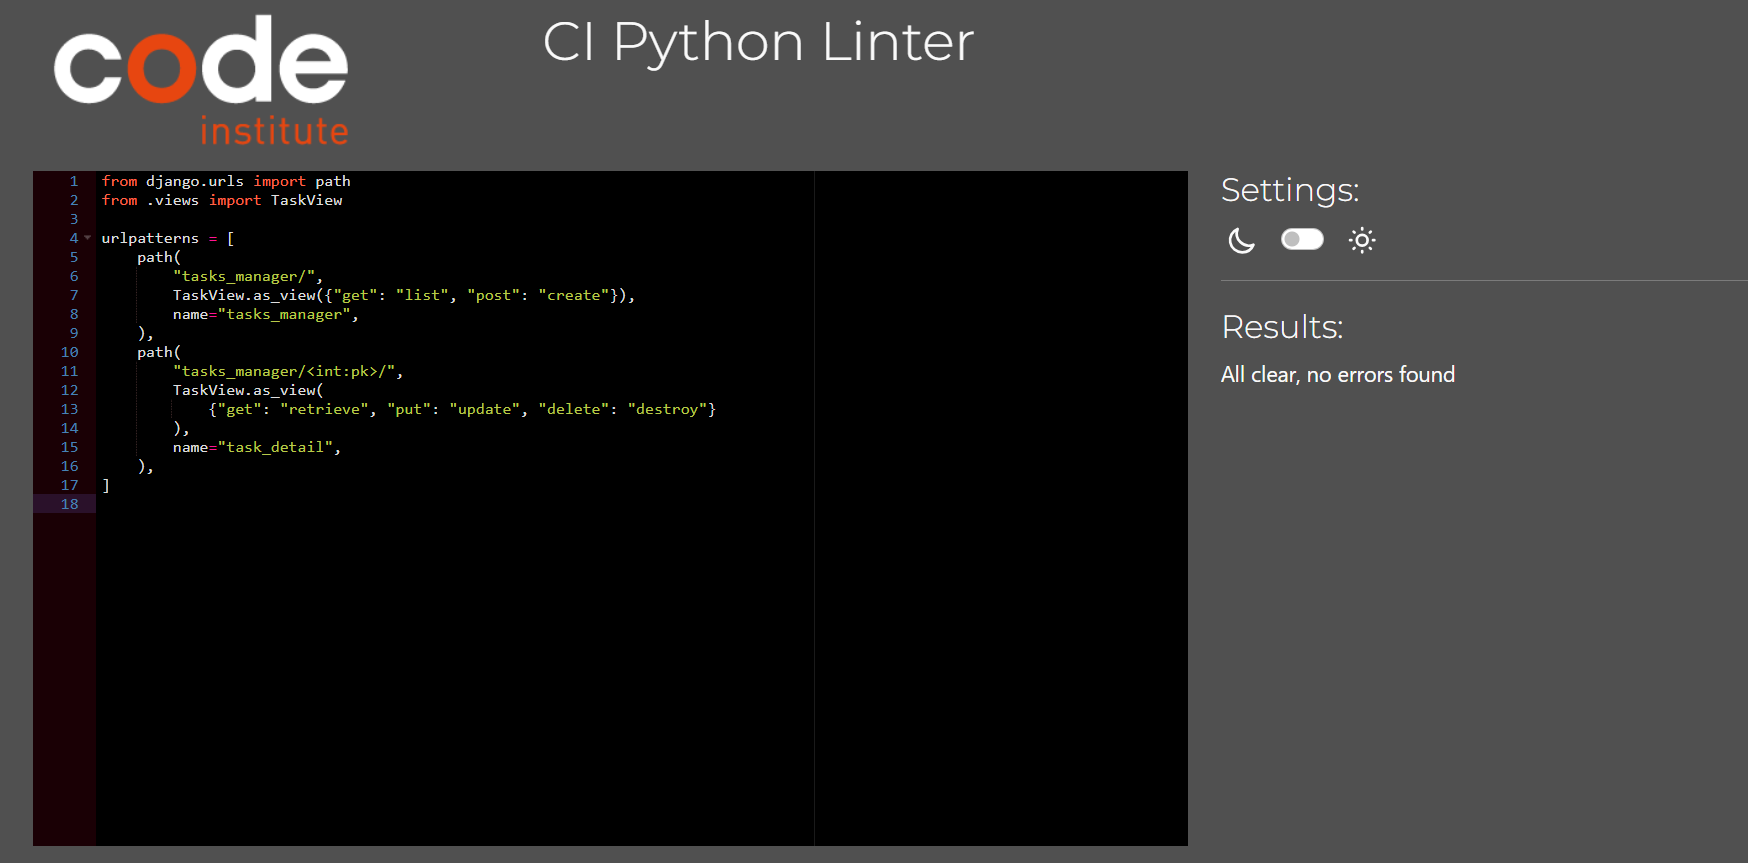 code
institute
CI Python Linter
1 from django.urls import path
2 from .views import TaskView
3
4 urlpatterns = [
5     path(
6         "tasks_manager/",
7         TaskView.as_view({"get": "list", "post": "create"}),
8         name="tasks_manager",
9     ),
10     path(
11         "tasks_manager/<int:pk>/",
12         TaskView.as_view(
13             {"get": "retrieve", "put": "update", "delete": "destroy"}
14         ),
15         name="task_detail",
16     ),
17 ]
18
Settings:
Results:
All clear, no errors found